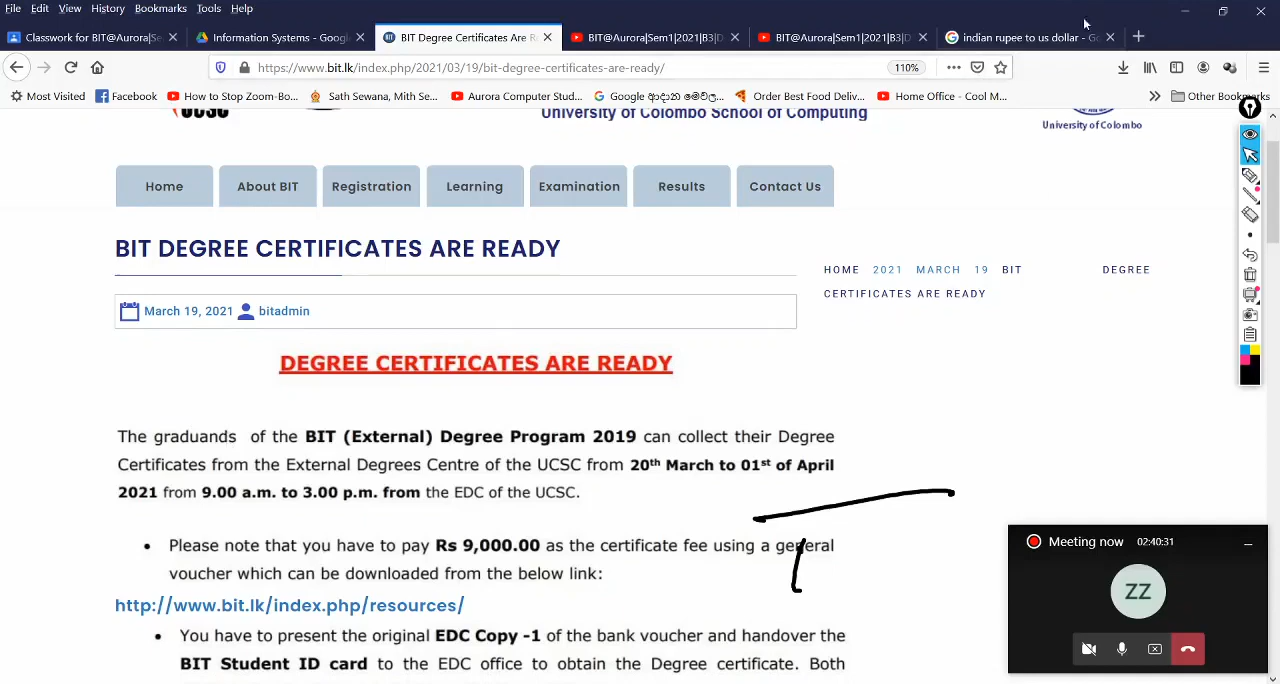 File Edit View History Bookmarks Tools Help
Classwork for BIT@Aurora|Se
Information Systems - Google
BIT Degree Certificates Are Re
BIT@Aurora|Sem1|2021|B3|D
BIT@Aurora|Sem1|2021|B3|D
indian rupee to us dollar - Go
https://www.bit.lk/index.php/2021/03/19/bit-degree-certificates-are-ready/
110%
Most Visited
Facebook
How to Stop Zoom-Bo...
Sath Sewana, Mith Se...
Aurora Computer Stud...
Google ආදාන මෙවල...
Order Best Food Deliv...
Home Office - Cool M...
Other Bookmarks
UCSC
University of Colombo School of Computing
University of Colombo
Home
About BIT
Registration
Learning
Examination
Results
Contact Us
BIT DEGREE CERTIFICATES ARE READY
HOME 2021 MARCH 19 BIT DEGREE
CERTIFICATES ARE READY
March 19, 2021 bitadmin
DEGREE CERTIFICATES ARE READY
The graduands of the BIT (External) Degree Program 2019 can collect their Degree
Certificates from the External Degrees Centre of the UCSC from 20th March to 01st of April
2021 from 9.00 a.m. to 3.00 p.m. from the EDC of the UCSC.
• Please note that you have to pay Rs 9,000.00 as the certificate fee using a general
voucher which can be downloaded from the below link:
http://www.bit.lk/index.php/resources/
• You have to present the original EDC Copy -1 of the bank voucher and handover the
BIT Student ID card to the EDC office to obtain the Degree certificate. Both
Meeting now 02:40:31
ZZ